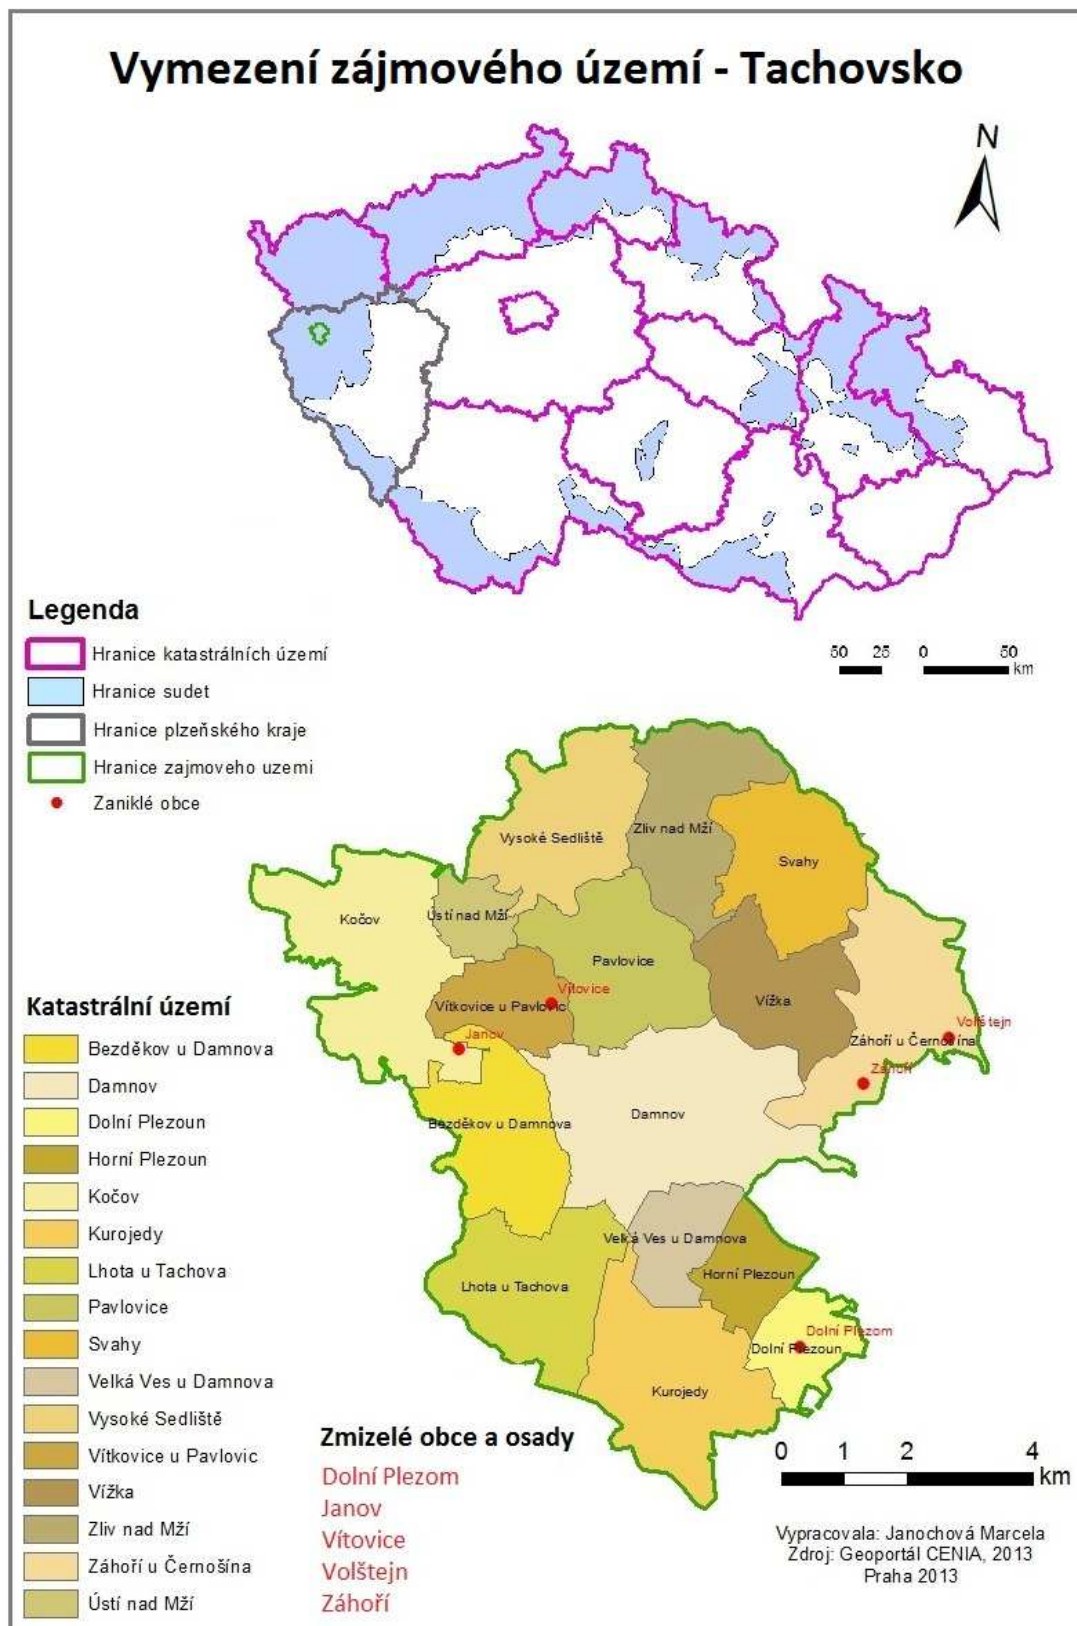 Vymezení zájmového území - Tachovsko
N
Legenda
Hranice katastrálních území
Hranice sudet
Hranice plzeňského kraje
Hranice zajmoveho uzemi
Zaniklé obce
50 25 0 50
km
Zliv nad Mží
Vysoké Sedliště
Svahy
Kočov
Ústí nad Mží
Pavlovice
Vítovice
Vížka
Vítkovice u Pavlovic
Volštejn
Janov
Záhoří u Černošína
Záhoří
Damnov
Bezděkov u Damnova
Velká Ves u Damnova
Horní Plezoun
Lhota u Tachova
Dolní Plezom
Dolní Plezoun
Kurojedy
Katastrální území
Bezděkov u Damnova
Damnov
Dolní Plezoun
Horní Plezoun
Kočov
Kurojedy
Lhota u Tachova
Pavlovice
Svahy
Velká Ves u Damnova
Vysoké Sedliště
Vítkovice u Pavlovic
Vížka
Zliv nad Mží
Záhoří u Černošína
Ústí nad Mží
Zmizelé obce a osady
Dolní Plezom
Janov
Vítovice
Volštejn
Záhoří
0 1 2 4
km
Vypracovala: Janochová Marcela
Zdroj: Geoportál CENIA, 2013
Praha 2013